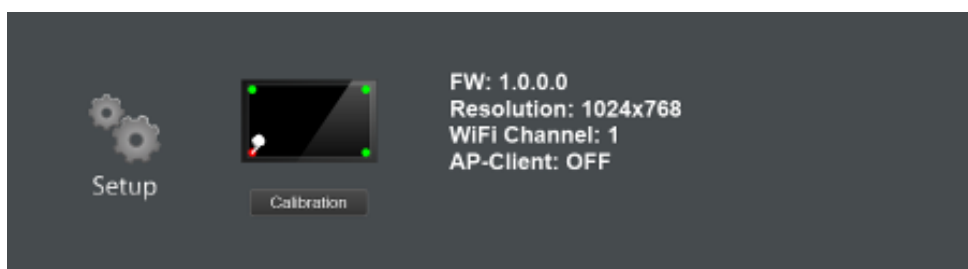 Setup
Calibration
FW: 1.0.0.0
Resolution: 1024x768
WiFi Channel: 1
AP-Client: OFF